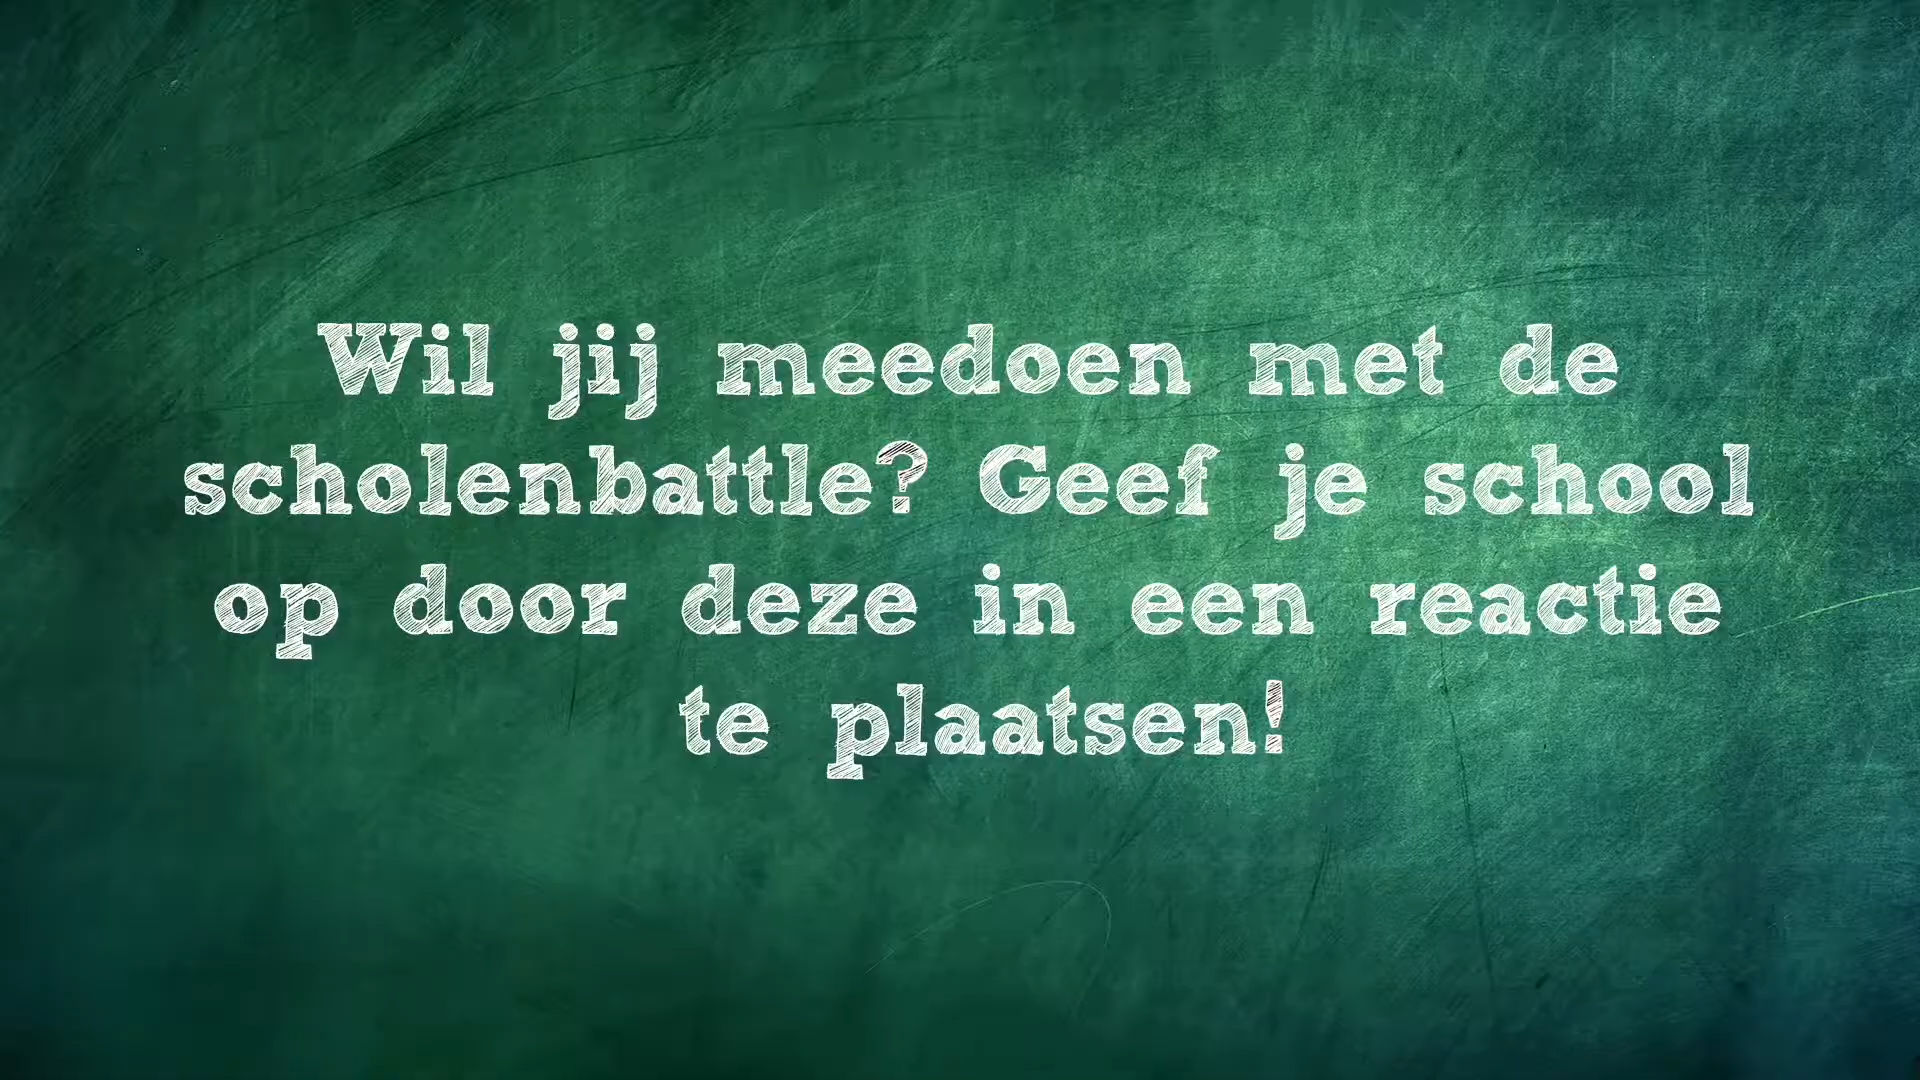 Wil jij meedoen met de
scholenbattle? Geef je school
op door deze in een reactie
te plaatsen!